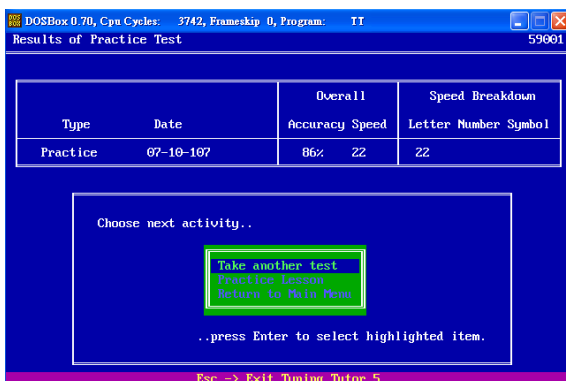 DOSBox 0.70, Cpu Cycles: 3742, Frameskip 0, Program: TT
Results of Practice Test 59001
Overall Speed Breakdown
Type Date Accuracy Speed Letter Number Symbol
Practice 07-10-107 86% 22 22
Choose next activity..
Take another test
Practice Lesson
Return to Main Menu
..press Enter to select highlighted item.
Esc -> Exit Typing Tutor 5